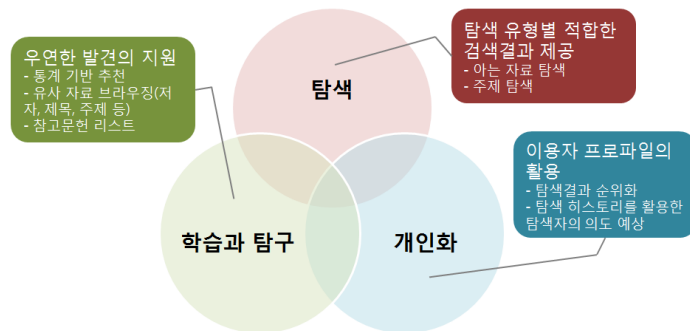 우연한 발견의 지원
- 통계 기반 추천
- 유사 자료 브라우징(저
자, 제목, 주제 등)
- 참고문헌 리스트
탐색
탐색 유형별 적합한
검색결과 제공
- 아는 자료 탐색
- 주제 탐색
이용자 프로파일의
활용
- 탐색결과 순위화
- 탐색 히스토리를 활용한
탐색자의 의도 예상
학습과 탐구
개인화